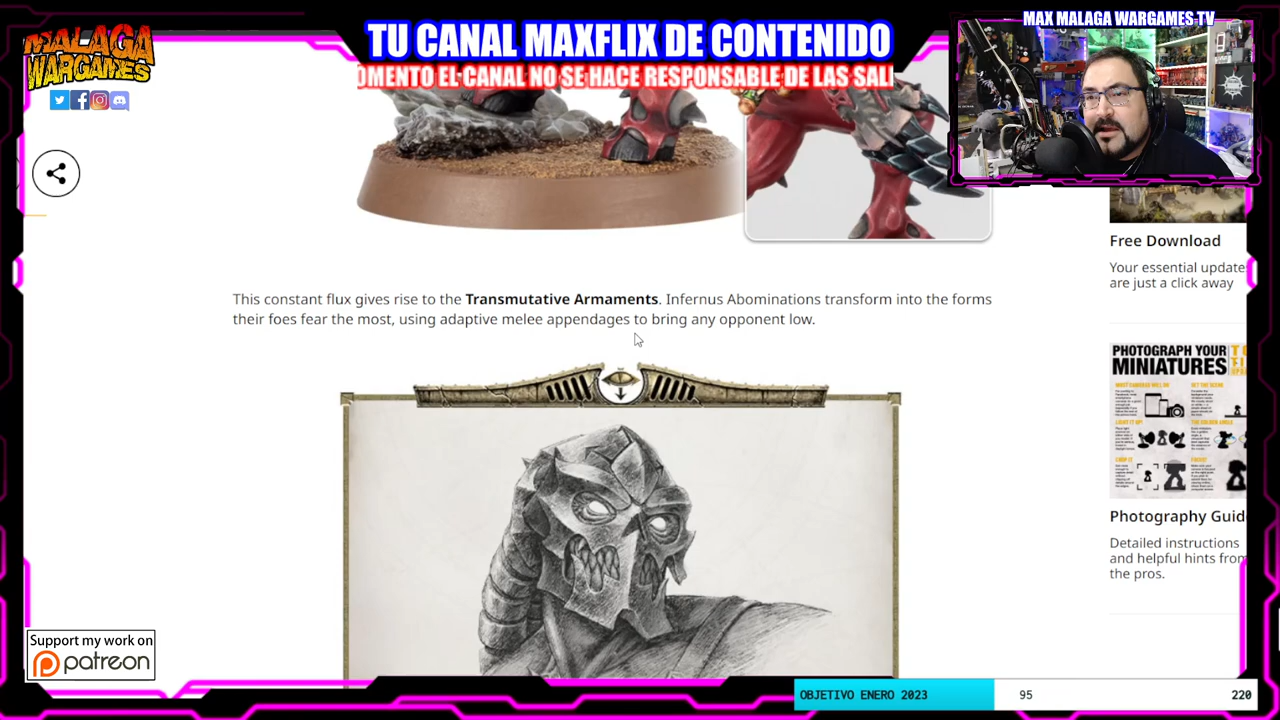 MALAGA
WARGAMES
TU CANAL MAXFLIX DE CONTENIDO
OMENTO EL CANAL NO SE HACE RESPONSABLE DE LAS SAL
MAX MALAGA WARGAMES TV
This constant flux gives rise to the Transmutative Armaments. Infernus Abominations transform into the forms
their foes fear the most, using adaptive melee appendages to bring any opponent low.
Free Download
Your essential update
are just a click away
PHOTOGRAPH YOUR
MINIATURES
Photography Guid
Detailed instructions
and helpful hints from
the pros.
Support my work on
patreon
OBJETIVO ENERO 2023
95
220